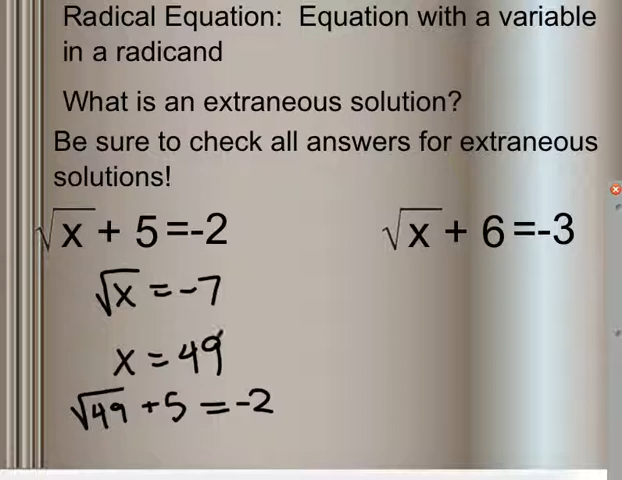 Radical Equation: Equation with a variable
in a radicand
What is an extraneous solution?
Be sure to check all answers for extraneous
solutions!
√x + 5 =-2
√x + 6 =-3
√x = -7
x = 49
√49 + 5 = -2